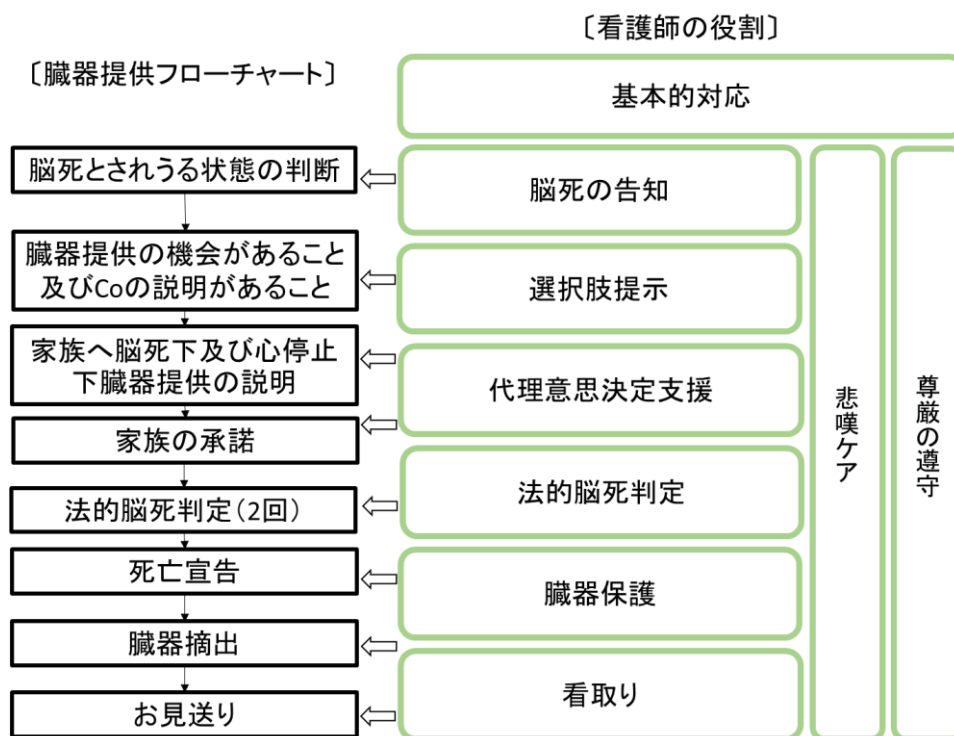 〔看護師の役割〕
〔臓器提供フローチャート〕
基本的対応
脳死とされうる状態の判断
臓器提供の機会があること
及びCoの説明があること
家族へ脳死下及び心停止
下臓器提供の説明
家族の承諾
法的脳死判定(2回)
死亡宣告
臓器摘出
お見送り
脳死の告知
選択肢提示
代理意思決定支援
法的脳死判定
臓器保護
看取り
悲嘆ケア
尊厳の遵守